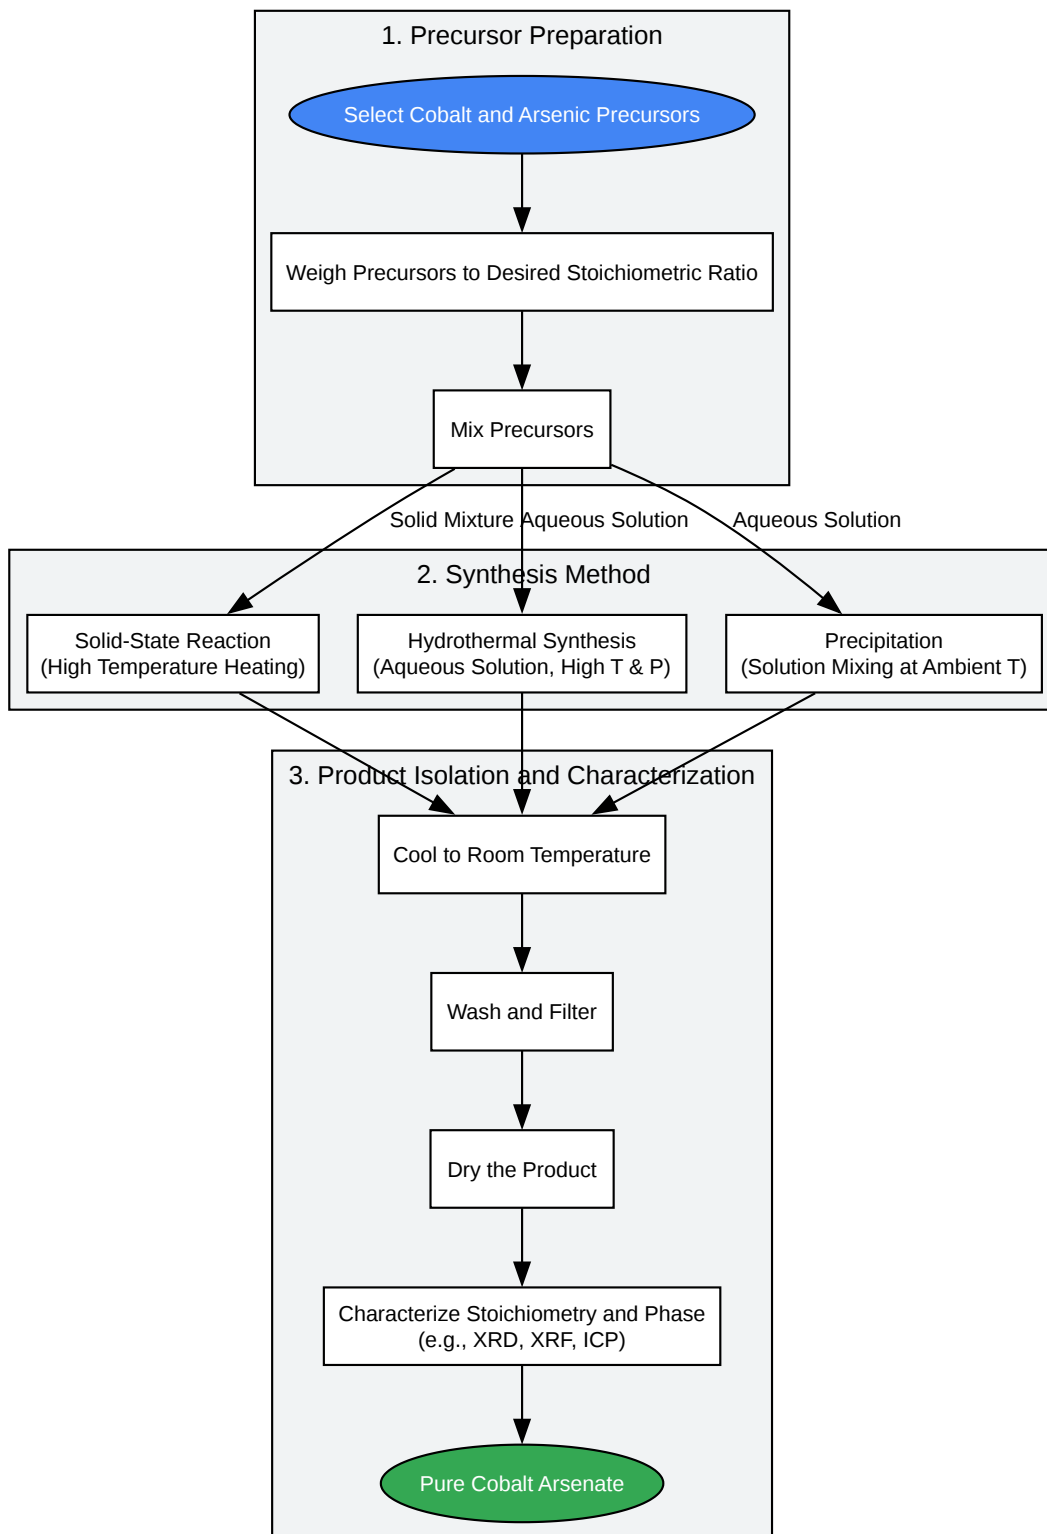 1. Precursor Preparation
Select Cobalt and Arsenic Precursors
Weigh Precursors to Desired Stoichiometric Ratio
Mix Precursors
Solid Mixture
Aqueous Solution
Aqueous Solution
2. Synthesis Method
Solid-State Reaction
(High Temperature Heating)
Hydrothermal Synthesis
(Aqueous Solution, High T & P)
Precipitation
(Solution Mixing at Ambient T)
3. Product Isolation and Characterization
Cool to Room Temperature
Wash and Filter
Dry the Product
Characterize Stoichiometry and Phase
(e.g., XRD, XRF, ICP)
Pure Cobalt Arsenate